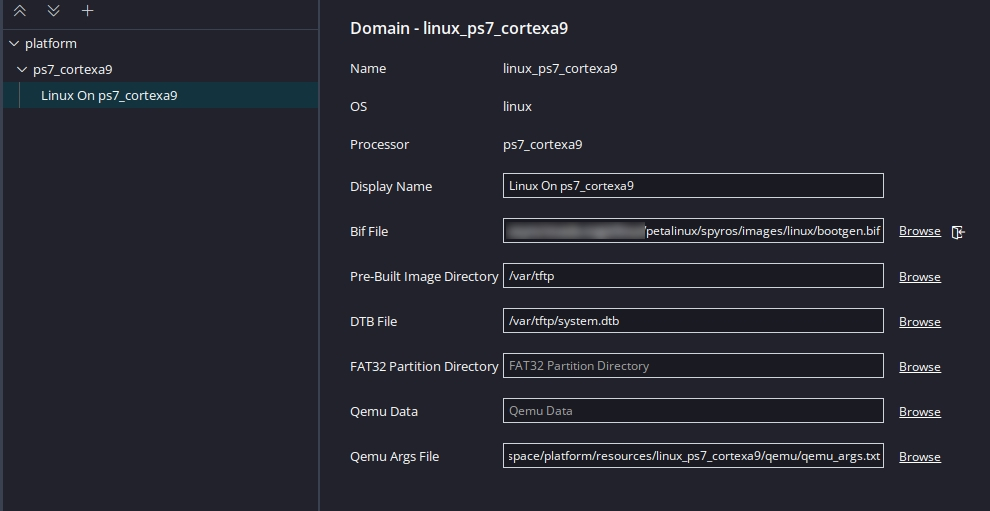 platform
ps7_cortexa9
Linux On ps7_cortexa9
Domain - linux_ps7_cortexa9
Name linux_ps7_cortexa9
OS linux
Processor ps7_cortexa9
Display Name Linux On ps7_cortexa9
Bif File /petalinux/spyros/images/linux/bootgen.bif Browse
Pre-Built Image Directory /var/tftp Browse
DTB File /var/tftp/system.dtb Browse
FAT32 Partition Directory FAT32 Partition Directory Browse
Qemu Data Qemu Data Browse
Qemu Args File space/platform/resources/linux_ps7_cortexa9/qemu/qemu_args.txt Browse